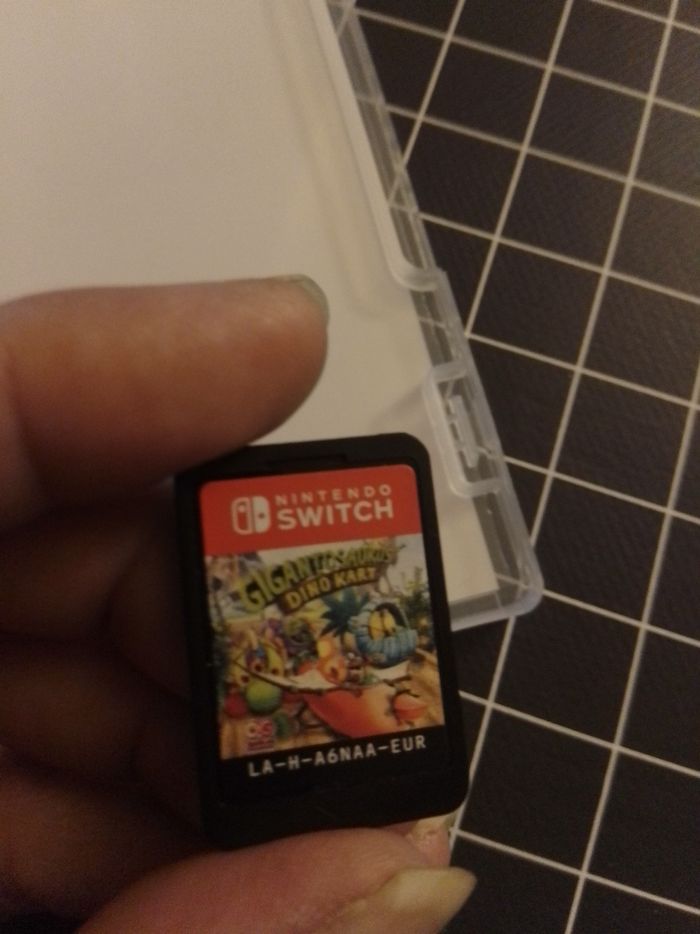 NINTENDO
SWITCH
GIGANTOSAURUS
DINO KART
LA-H-A6NAA-EUR